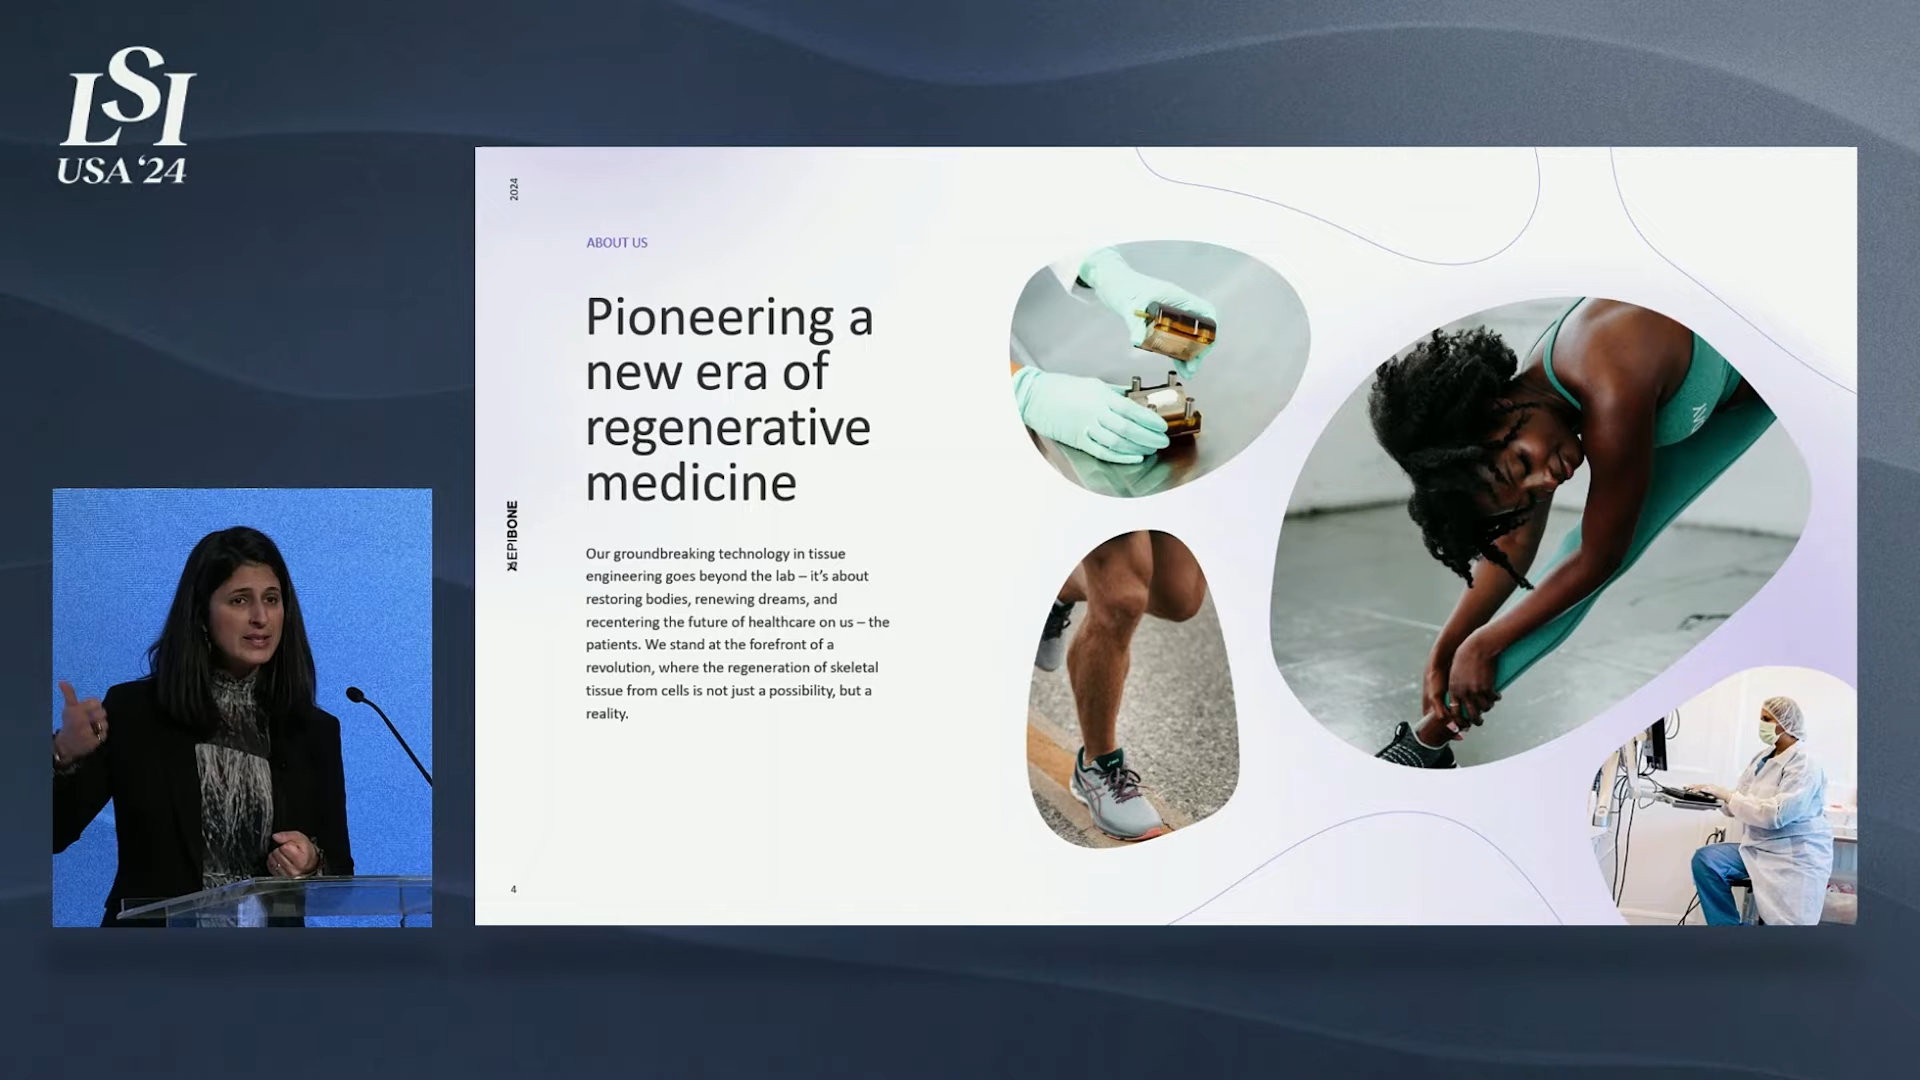 LSI
USA '24
2024
ABOUT US
Pioneering a
new era of
regenerative
medicine
EPIBONE
Our groundbreaking technology in tissue
engineering goes beyond the lab – it’s about
restoring bodies, renewing dreams, and
recentering the future of healthcare on us – the
patients. We stand at the forefront of a
revolution, where the regeneration of skeletal
tissue from cells is not just a possibility, but a
reality.
4